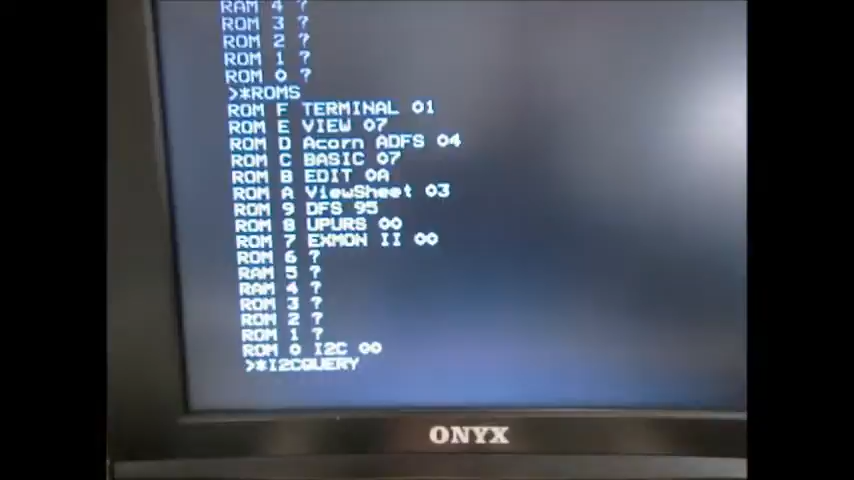 RAM 4 ?
ROM 3 ?
ROM 2 ?
ROM 1 ?
ROM 0 ?
>*ROMS
ROM F TERMINAL 01
ROM E VIEW 07
ROM D Acorn ADFS 04
ROM C BASIC 07
ROM B EDIT 0A
ROM A ViewSheet 03
ROM 9 DFS 95
ROM 8 UPURS 00
ROM 7 EXMON II 00
ROM 6 ?
RAM 5 ?
RAM 4 ?
ROM 3 ?
ROM 2 ?
ROM 1 ?
ROM 0 I2C 00
>*I2CQUERY
ONYX